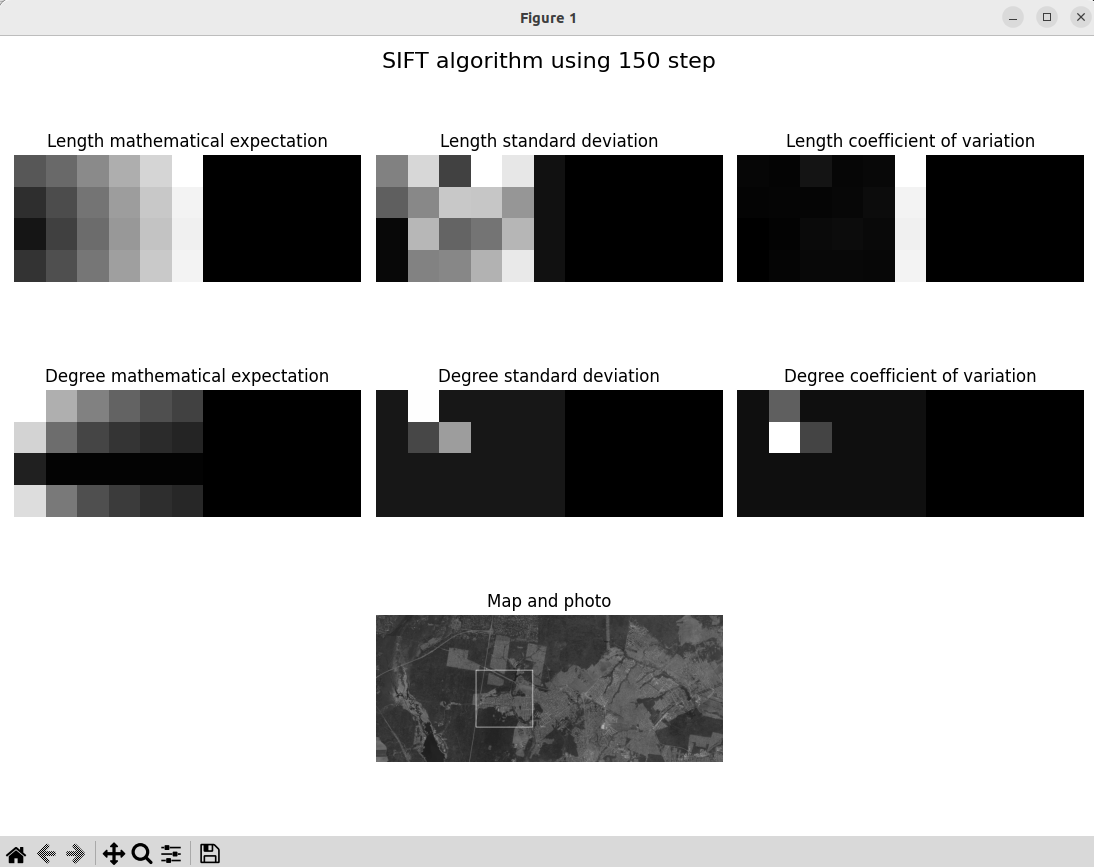 Figure 1
SIFT algorithm using 150 step
Length mathematical expectation
Length standard deviation
Length coefficient of variation
Degree mathematical expectation
Degree standard deviation
Degree coefficient of variation
Map and photo